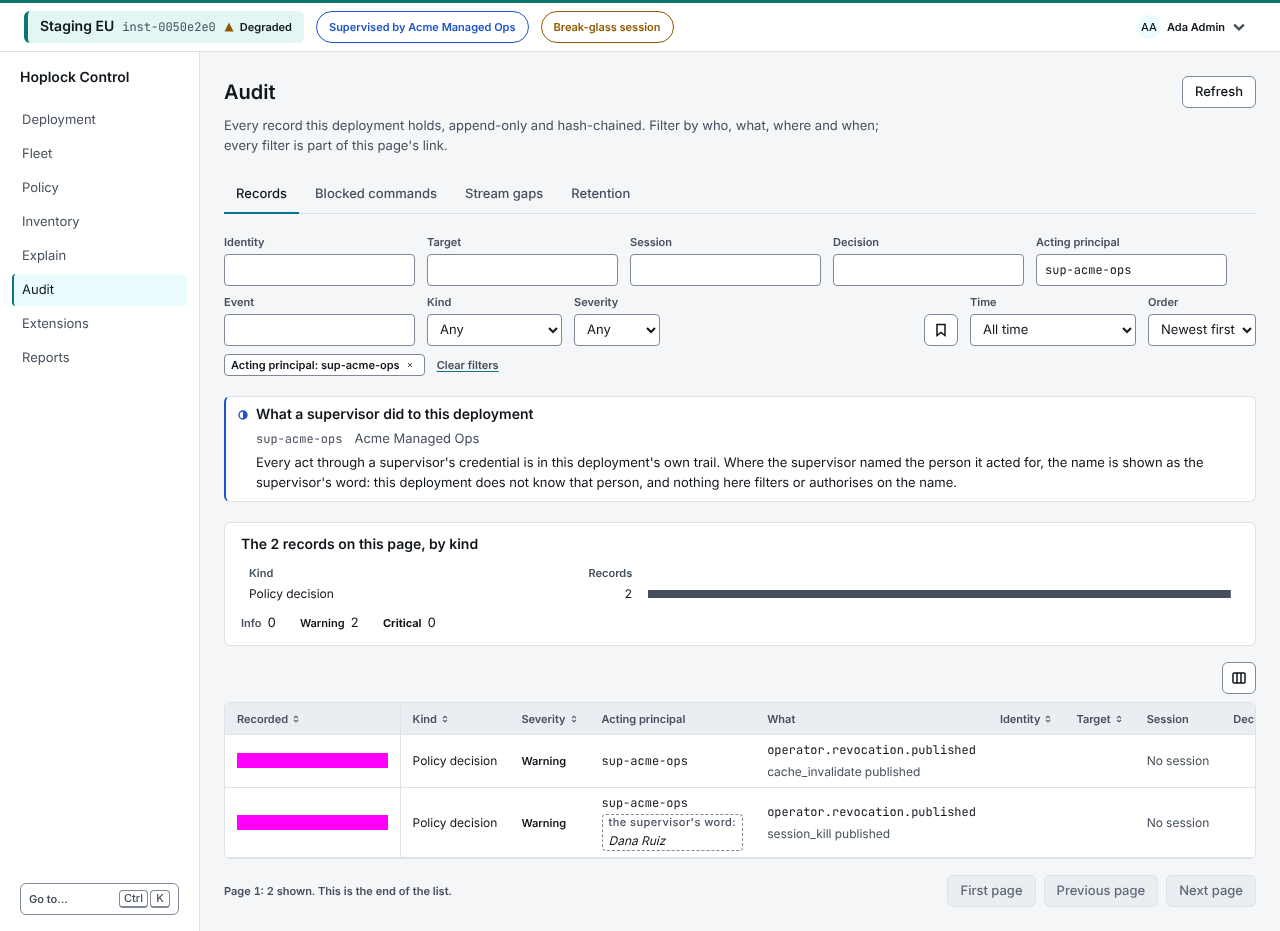 Staging EU inst-0050e2e0 Degraded
Supervised by Acme Managed Ops
Break-glass session
AA Ada Admin
Hoplock Control
Deployment
Fleet
Policy
Inventory
Explain
Audit
Extensions
Reports
Go to... Ctrl K
Audit
Refresh
Every record this deployment holds, append-only and hash-chained. Filter by who, what, where and when;
every filter is part of this page's link.
Records Blocked commands Stream gaps Retention
Identity Target Session Decision Acting principal
sup-acme-ops
Event Kind Severity Time Order
Any Any All time Newest first
Acting principal: sup-acme-ops × Clear filters
What a supervisor did to this deployment
sup-acme-ops Acme Managed Ops
Every act through a supervisor's credential is in this deployment's own trail. Where the supervisor named the person it acted for, the name is shown as the
supervisor's word: this deployment does not know that person, and nothing here filters or authorises on the name.
The 2 records on this page, by kind
Kind Records
Policy decision 2
Info 0 Warning 2 Critical 0
Recorded Kind Severity Acting principal What Identity Target Session Dec
Policy decision Warning sup-acme-ops operator.revocation.published No session
cache_invalidate published
Policy decision Warning sup-acme-ops operator.revocation.published No session
the supervisor's word: session_kill published
Dana Ruiz
Page 1: 2 shown. This is the end of the list.
First page Previous page Next page